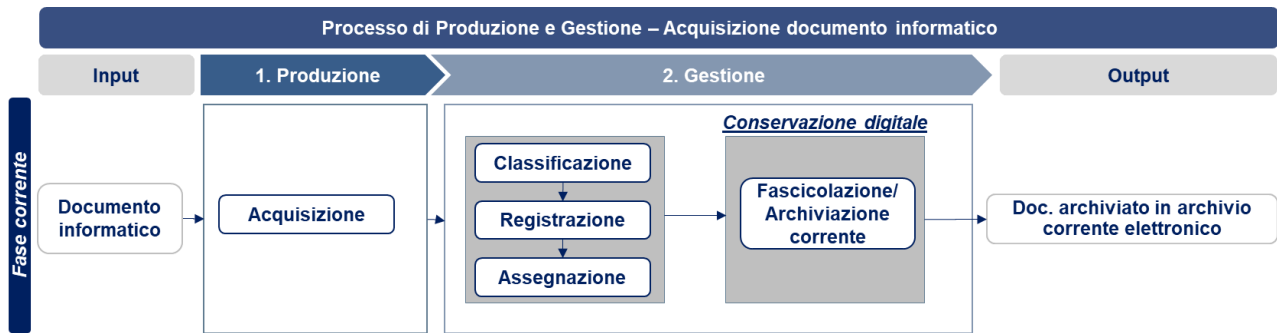 Processo di Produzione e Gestione – Acquisizione documento informatico
Input
1. Produzione
2. Gestione
Output
Fase corrente
Documento
informatico
Acquisizione
Classificazione
Registrazione
Assegnazione
Conservazione digitale
Fascicolazione/
Archiviazione
corrente
Doc. archiviato in archivio
corrente elettronico